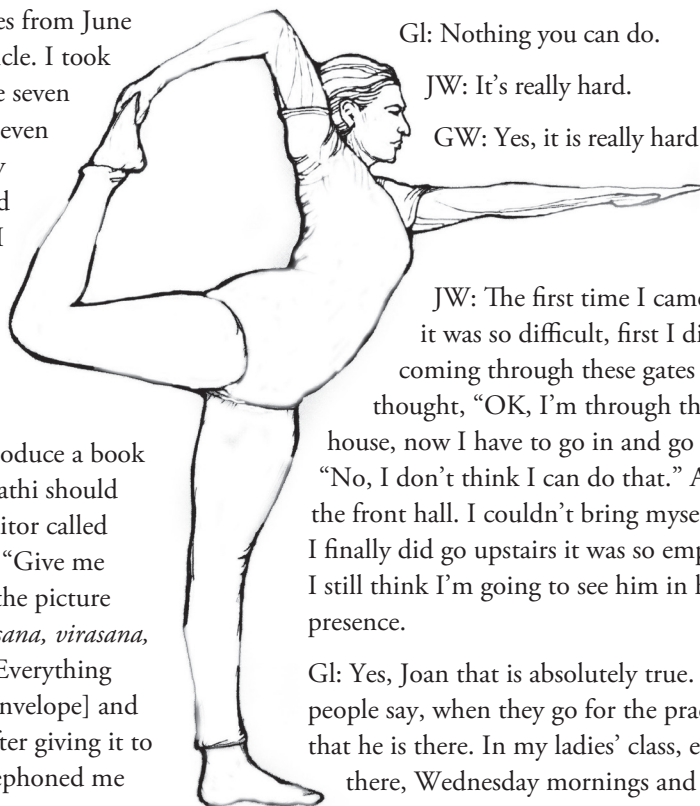 es from June
icle. I took
e seven
even
y
d
I
oduce a book
athi should
itor called
“Give me
the picture
sana, virasana,
Everything
nvelope] and
fter giving it to
ephoned me
Gl: Nothing you can do.
JW: It’s really hard.
GW: Yes, it is really hard
JW: The first time I came
it was so difficult, first I di
coming through these gates
thought, “OK, I’m through th
house, now I have to go in and go
“No, I don’t think I can do that.” A
the front hall. I couldn’t bring myse
I finally did go upstairs it was so emp
I still think I’m going to see him in h
presence.
Gl: Yes, Joan that is absolutely true.
people say, when they go for the prac
that he is there. In my ladies’ class, e
there, Wednesday mornings and